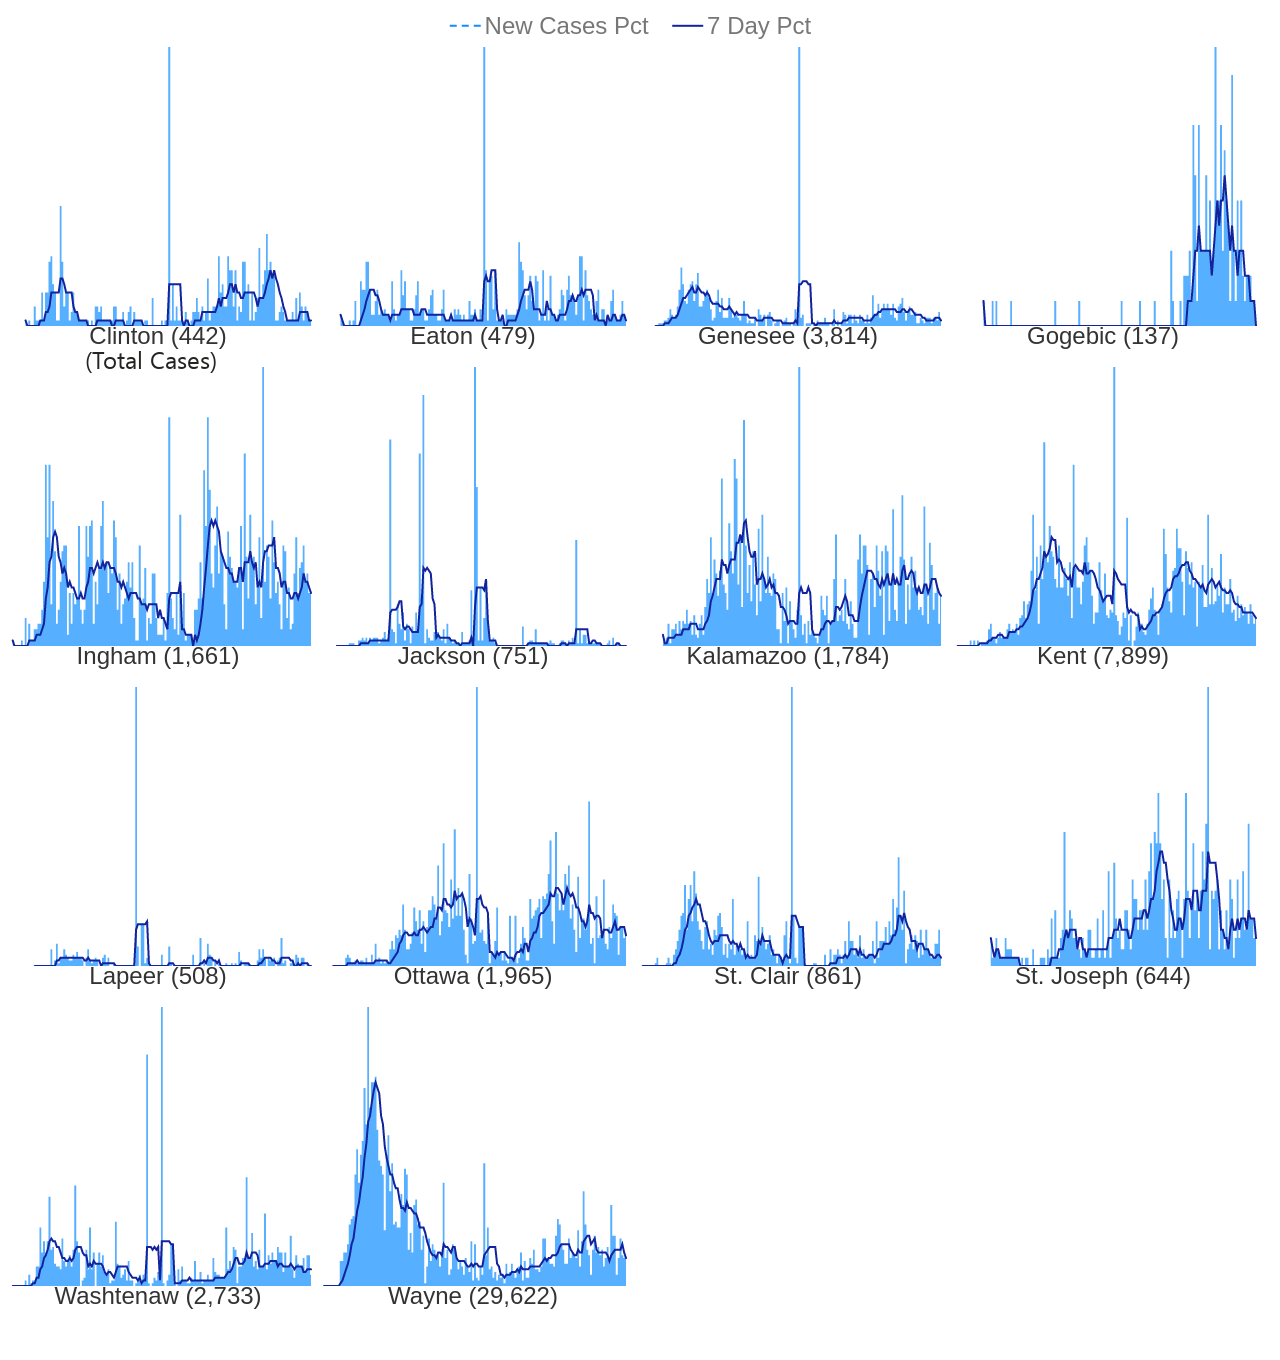 New Cases Pct 7 Day Pct
Clinton (442)
(Total Cases)
Eaton (479)
Genesee (3,814)
Gogebic (137)
Ingham (1,661)
Jackson (751)
Kalamazoo (1,784)
Kent (7,899)
Lapeer (508)
Ottawa (1,965)
St. Clair (861)
St. Joseph (644)
Washtenaw (2,733)
Wayne (29,622)